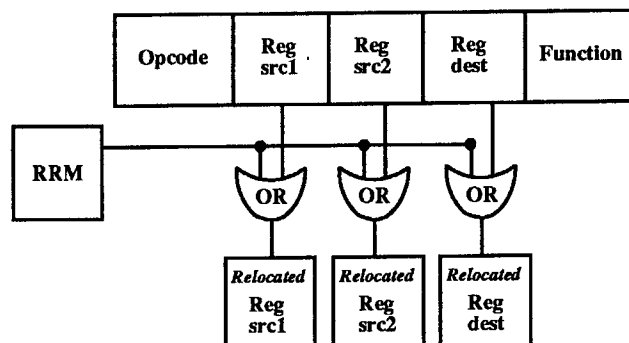 Opcode
Reg
src1
Reg
src2
Reg
dest
Function
RRM
OR
OR
OR
Relocated
Reg
src1
Relocated
Reg
src2
Relocated
Reg
dest